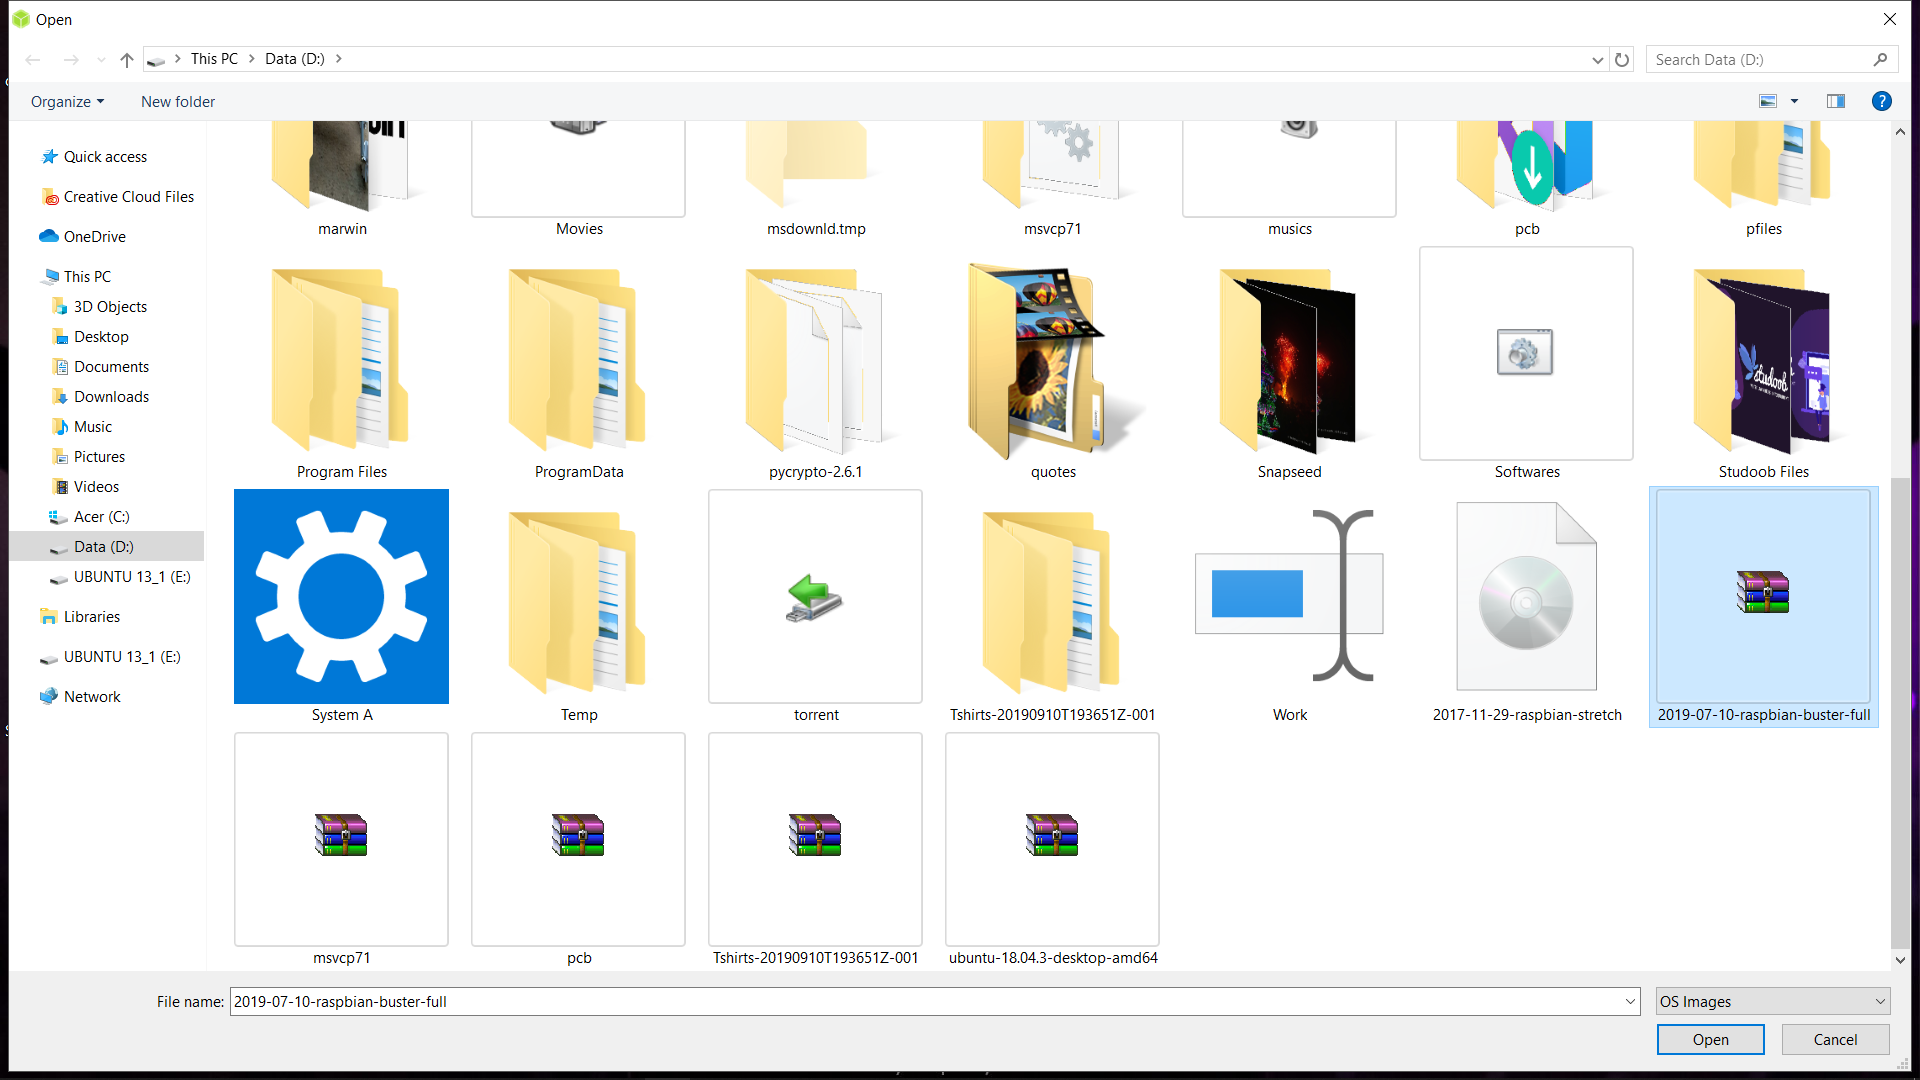 Open
This PC
Data (D:)
Search Data (D:)
Organize
New folder
?
Quick access
Creative Cloud Files
OneDrive
This PC
3D Objects
Desktop
Documents
Downloads
Music
Pictures
Videos
Acer (C:)
Data (D:)
UBUNTU 13_1 (E:)
Libraries
UBUNTU 13_1 (E:)
Network
marwin
Movies
msdownld.tmp
msvcp71
musics
pcb
pfiles
Program Files
ProgramData
pycrypto-2.6.1
quotes
Snapseed
Softwares
studoob
Studoob Files
System A
Temp
torrent
Tshirts-20190910T193651Z-001
Work
2017-11-29-raspbian-stretch
2019-07-10-raspbian-buster-full
msvcp71
pcb
Tshirts-20190910T193651Z-001
ubuntu-18.04.3-desktop-amd64
File name:
2019-07-10-raspbian-buster-full
OS Images
Open
Cancel